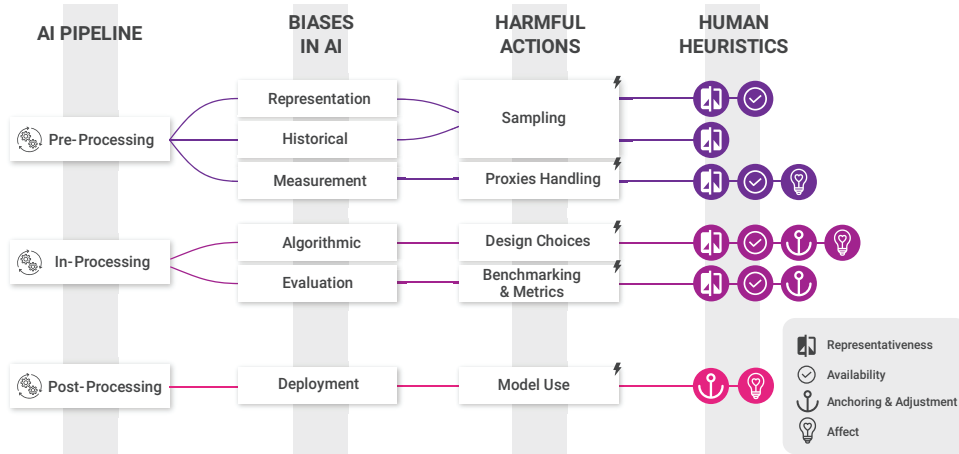 AI PIPELINE
BIASES
IN AI
HARMFUL
ACTIONS
HUMAN
HEURISTICS
Pre-Processing
Representation
Historical
Measurement
Sampling
Proxies Handling
In-Processing
Algorithmic
Evaluation
Design Choices
Benchmarking
& Metrics
Post-Processing
Deployment
Model Use
Representativeness
Availability
Anchoring & Adjustment
Affect